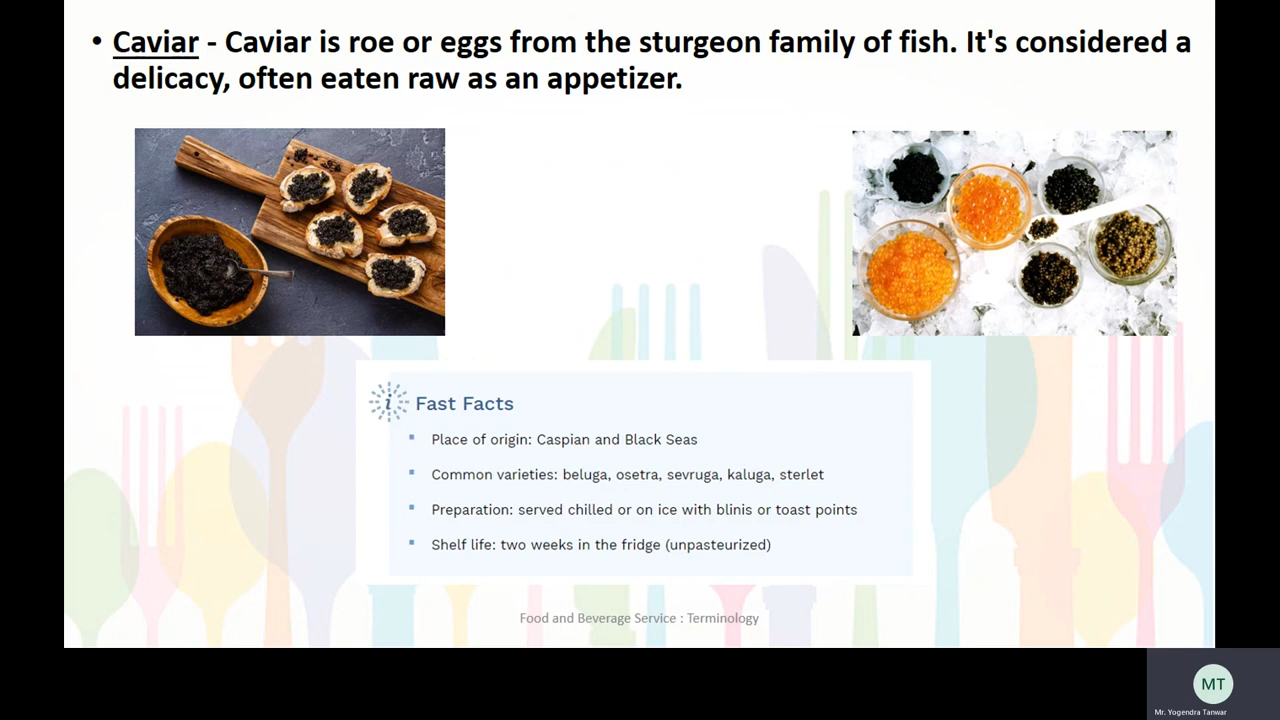 • Caviar - Caviar is roe or eggs from the sturgeon family of fish. It's considered a
delicacy, often eaten raw as an appetizer.
i Fast Facts
▪ Place of origin: Caspian and Black Seas
▪ Common varieties: beluga, osetra, sevruga, kaluga, sterlet
▪ Preparation: served chilled or on ice with blinis or toast points
▪ Shelf life: two weeks in the fridge (unpasteurized)
Food and Beverage Service : Terminology
MT
Mr. Yogendra Tanwar